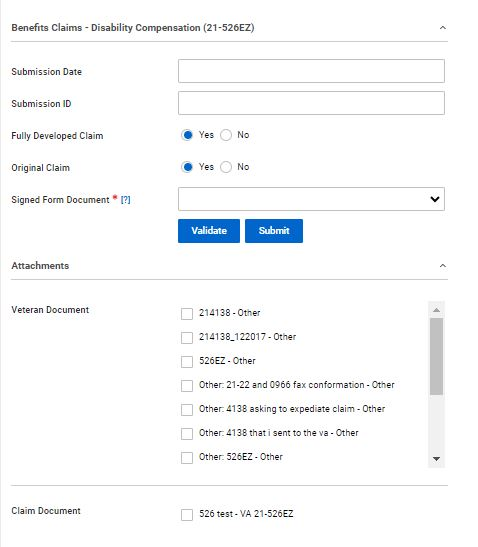 Benefits Claims - Disability Compensation (21-526EZ)
Submission Date
Submission ID
Fully Developed Claim Yes No
Original Claim Yes No
Signed Form Document * [?]
Validate Submit
Attachments
Veteran Document
214138 - Other
214138_122017 - Other
526EZ - Other
Other: 21-22 and 0966 fax conformation - Other
Other: 4138 asking to expediate claim - Other
Other: 4138 that i sent to the va - Other
Other: 526EZ - Other
Claim Document
526 test - VA 21-526EZ